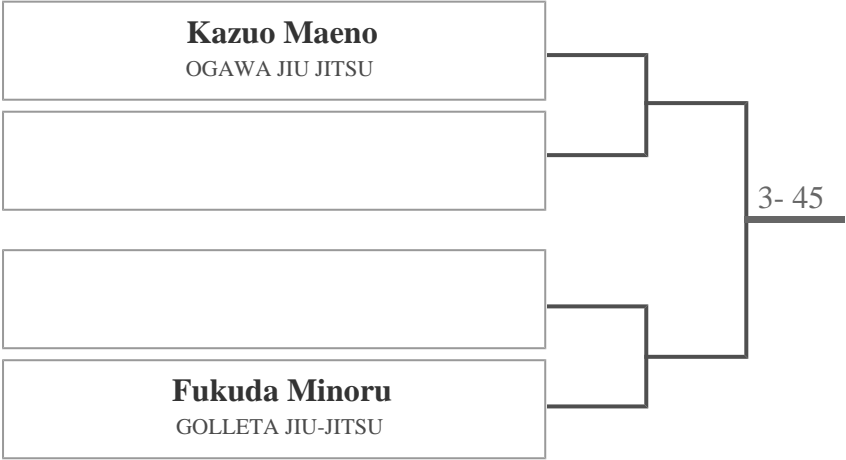 Kazuo Maeno
OGAWA JIU JITSU
3- 45
Fukuda Minoru
GOLLETA JIU-JITSU